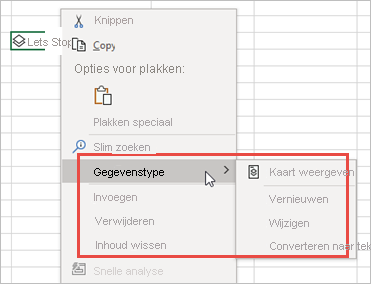 Knippen
Lets Stop
Copy
Opties voor plakken:
Plakken speciaal
Slim zoeken
Gegevenstype
Kaart weergeven
Invoegen
Vernieuwen
Verwijderen
Wijzigen
Inhoud wissen
Converteren naar tek
Snelle analyse